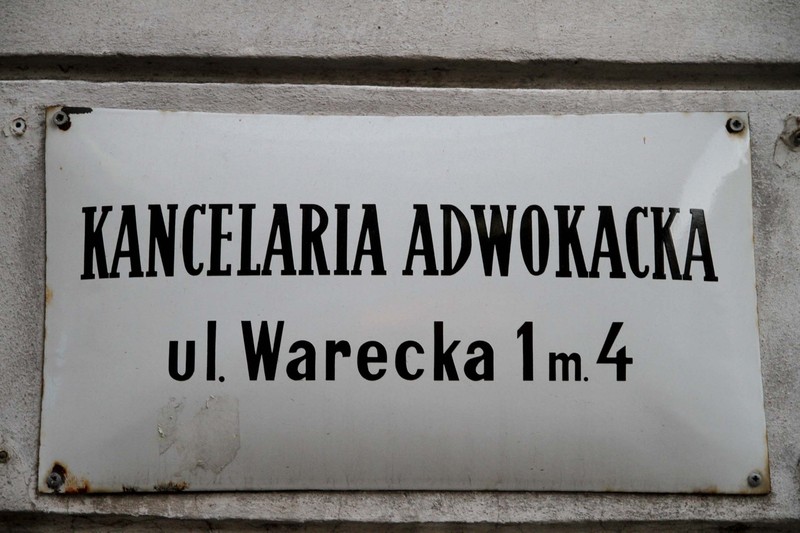 KANCELARIA ADWOKACKA
ul. Warecka 1 m. 4